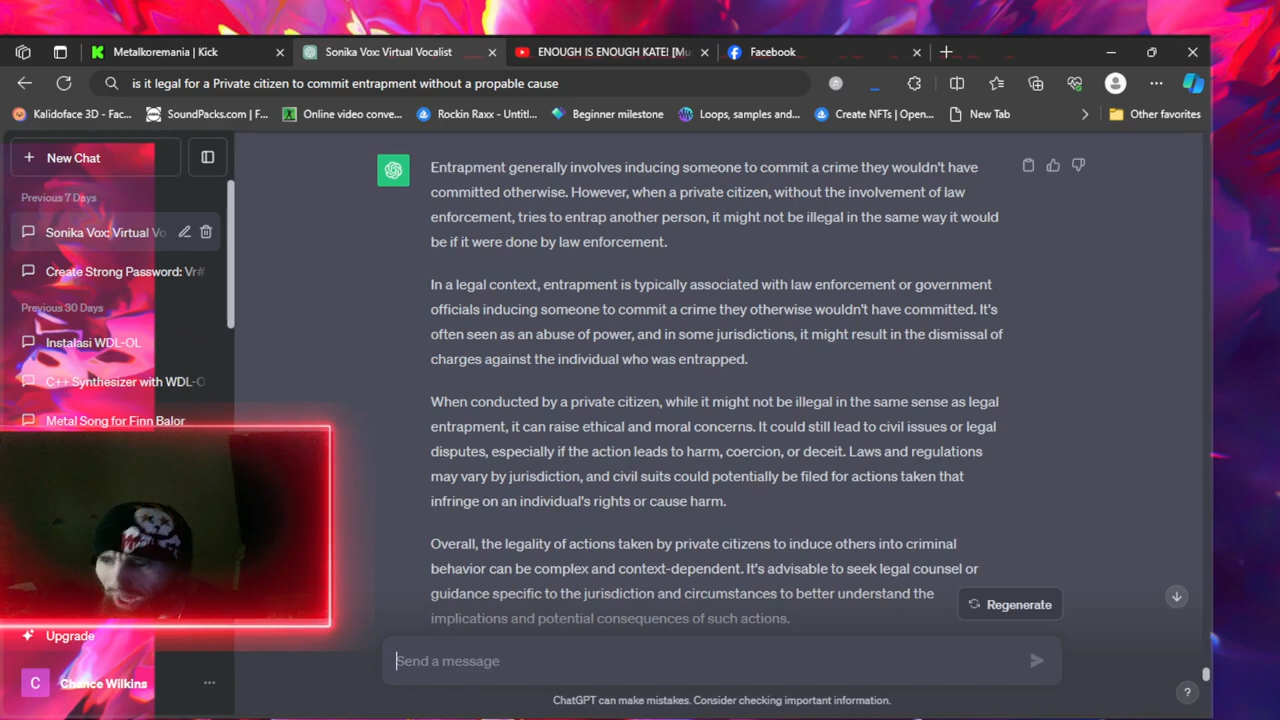 Metalkoremania | Kick
Sonika Vox: Virtual Vocalist
ENOUGH IS ENOUGH KATE! [Mu
Facebook
is it legal for a Private citizen to commit entrapment without a propable cause
Kalidoface 3D - Fac...
SoundPacks.com | F...
Online video conve...
Rockin Raxx - Untitl...
Beginner milestone
Loops, samples and...
Create NFTs | Open...
New Tab
Other favorites
New Chat
Previous 7 Days
Sonika Vox: Virtual Vo
Create Strong Password: Vr#
Previous 30 Days
Instalasi WDL-OL
C++ Synthesizer with WDL-O
Metal Song for Finn Balor
Upgrade
C
Chance Wilkins
Entrapment generally involves inducing someone to commit a crime they wouldn't have
committed otherwise. However, when a private citizen, without the involvement of law
enforcement, tries to entrap another person, it might not be illegal in the same way it would
be if it were done by law enforcement.
In a legal context, entrapment is typically associated with law enforcement or government
officials inducing someone to commit a crime they otherwise wouldn't have committed. It's
often seen as an abuse of power, and in some jurisdictions, it might result in the dismissal of
charges against the individual who was entrapped.
When conducted by a private citizen, while it might not be illegal in the same sense as legal
entrapment, it can raise ethical and moral concerns. It could still lead to civil issues or legal
disputes, especially if the action leads to harm, coercion, or deceit. Laws and regulations
may vary by jurisdiction, and civil suits could potentially be filed for actions taken that
infringe on an individual's rights or cause harm.
Overall, the legality of actions taken by private citizens to induce others into criminal
behavior can be complex and context-dependent. It's advisable to seek legal counsel or
guidance specific to the jurisdiction and circumstances to better understand the
implications and potential consequences of such actions.
Regenerate
Send a message
ChatGPT can make mistakes. Consider checking important information.
?